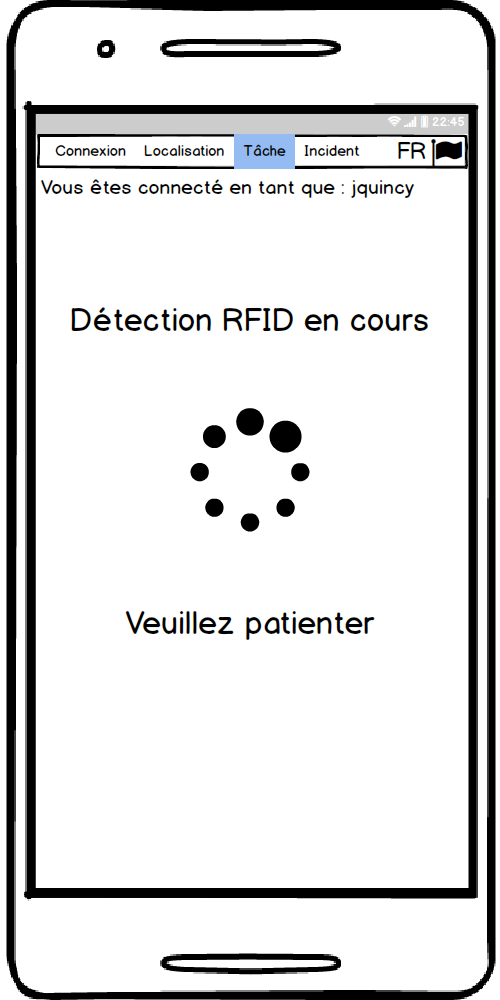 22:45
Connexion Localisation Tâche Incident FR
Vous êtes connecté en tant que : jquincy
Détection RFID en cours
Veuillez patienter